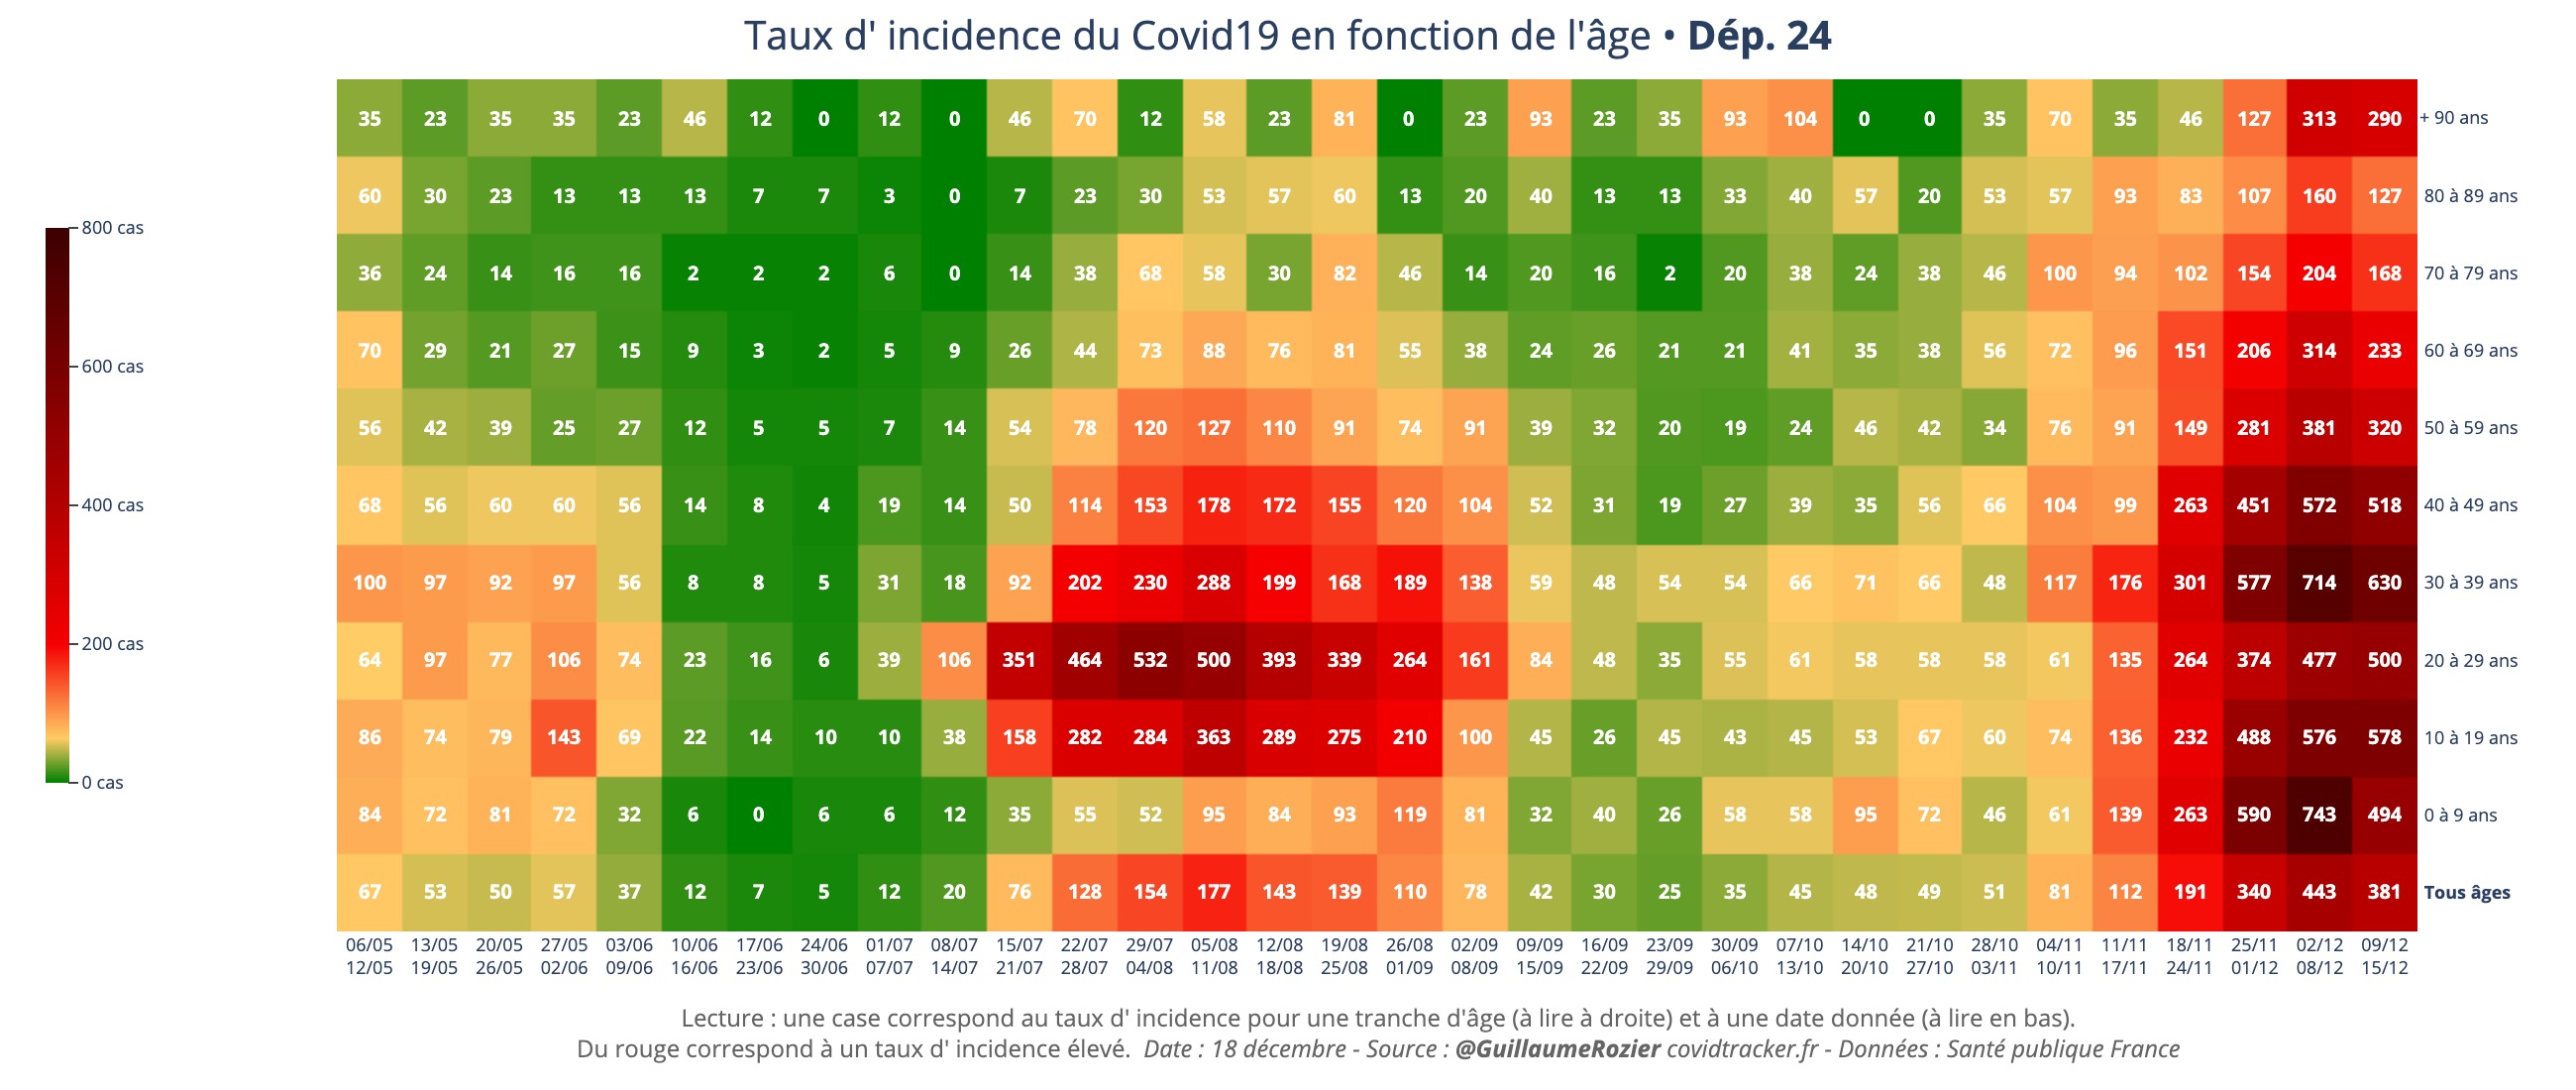 Taux d' incidence du Covid19 en fonction de l'âge • Dép. 24
35 23 35 35 23 46 12 0 12 0 46 70 12 58 23 81 0 23 93 23 35 93 104 0 0 35 70 35 46 127 313 290 + 90 ans
60 30 23 13 13 13 7 7 3 0 7 23 30 53 57 60 13 20 40 13 13 33 40 57 20 53 57 93 83 107 160 127 80 à 89 ans
800 cas
36 24 14 16 16 2 2 2 6 0 14 38 68 58 30 82 46 14 20 16 2 20 38 24 38 46 100 94 102 154 204 168 70 à 79 ans
70 29 21 27 15 9 3 2 5 9 26 44 73 88 76 81 55 38 24 26 21 21 41 35 38 56 72 96 151 206 314 233 60 à 69 ans
600 cas
56 42 39 25 27 12 5 5 7 14 54 78 120 127 110 91 74 91 39 32 20 19 24 46 42 34 76 91 149 281 381 320 50 à 59 ans
400 cas
68 56 60 60 56 14 8 4 19 14 50 114 153 178 172 155 120 104 52 31 19 27 39 35 56 66 104 99 263 451 572 518 40 à 49 ans
100 97 92 97 56 8 8 5 31 18 92 202 230 288 199 168 189 138 59 48 54 54 66 71 66 48 117 176 301 577 714 630 30 à 39 ans
200 cas
64 97 77 106 74 23 16 6 39 106 351 464 532 500 393 339 264 161 84 48 35 55 61 58 58 58 61 135 264 374 477 500 20 à 29 ans
86 74 79 143 69 22 14 10 10 38 158 282 284 363 289 275 210 100 45 26 45 43 45 53 67 60 74 136 232 488 576 578 10 à 19 ans
0 cas
84 72 81 72 32 6 0 6 6 12 35 55 52 95 84 93 119 81 32 40 26 58 58 95 72 46 61 139 263 590 743 494 0 à 9 ans
67 53 50 57 37 12 7 5 12 20 76 128 154 177 143 139 110 78 42 30 25 35 45 48 49 51 81 112 191 340 443 381 Tous âges
06/05 13/05 20/05 27/05 03/06 10/06 17/06 24/06 01/07 08/07 15/07 22/07 29/07 05/08 12/08 19/08 26/08 02/09 09/09 16/09 23/09 30/09 07/10 14/10 21/10 28/10 04/11 11/11 18/11 25/11 02/12 09/12
12/05 19/05 26/05 02/06 09/06 16/06 23/06 30/06 07/07 14/07 21/07 28/07 04/08 11/08 18/08 25/08 01/09 08/09 15/09 22/09 29/09 06/10 13/10 20/10 27/10 03/11 10/11 17/11 24/11 01/12 08/12 15/12
Lecture : une case correspond au taux d' incidence pour une tranche d'âge (à lire à droite) et à une date donnée (à lire en bas).
Du rouge correspond à un taux d' incidence élevé. Date : 18 décembre - Source : @GuillaumeRozier covidtracker.fr - Données : Santé publique France